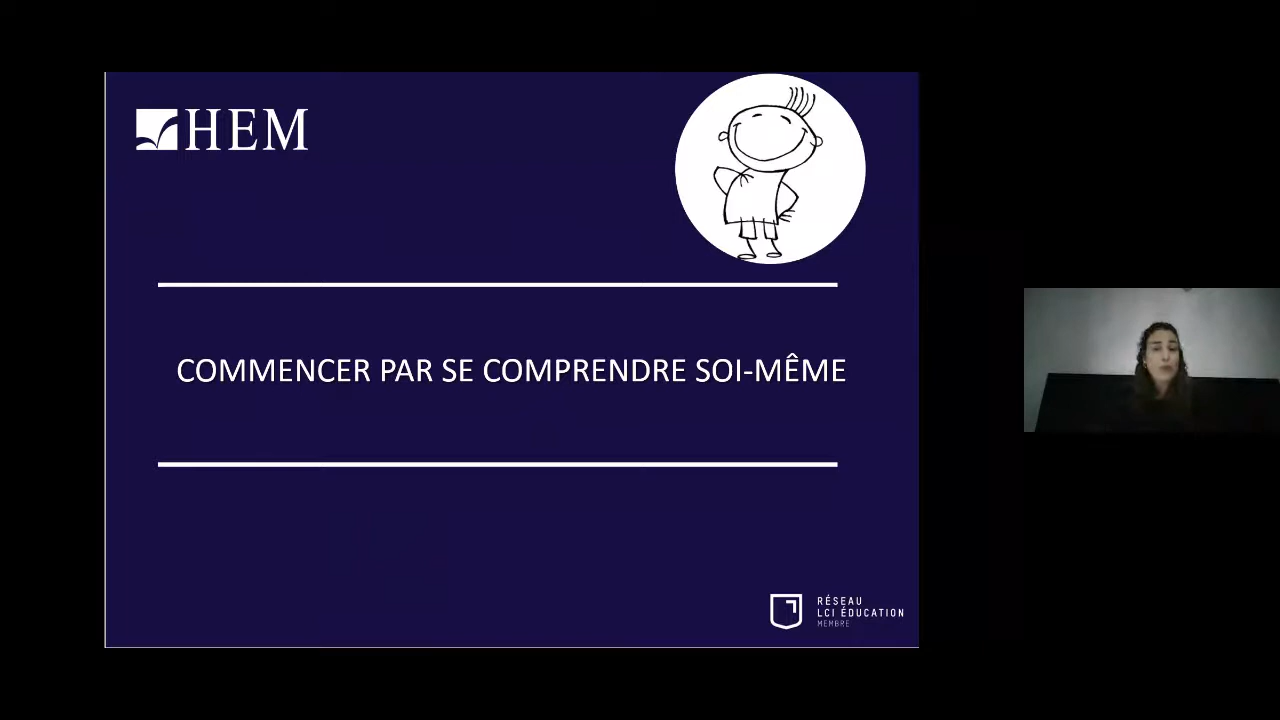 HEM
COMMENCER PAR SE COMPRENDRE SOI-MÊME
RÉSEAU
LCI ÉDUCATION
MEMBRE